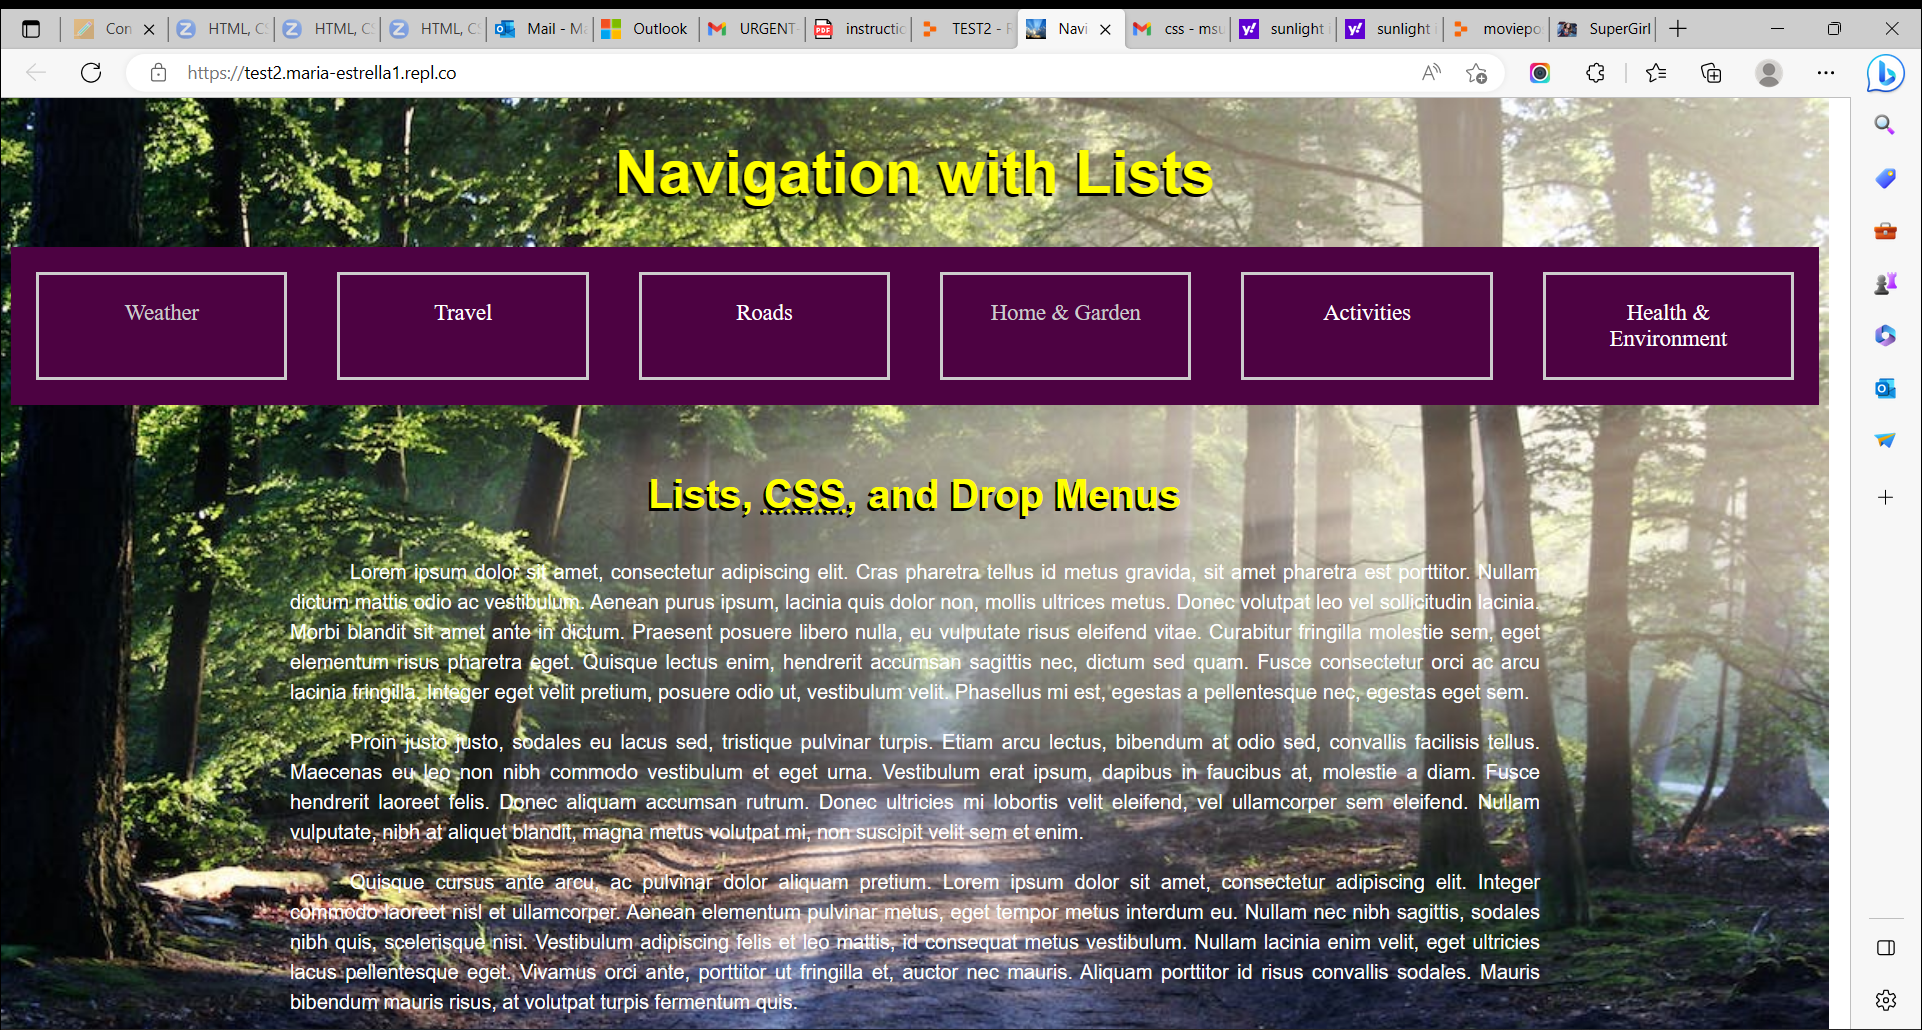 Con
HTML, CS
HTML, CS
HTML, CS
Mail - Ma
Outlook
URGENT-
instructio
TEST2 - R
Navi
css - msu
sunlight i
sunlight i
moviepo
SuperGirl
https://test2.maria-estrella1.repl.co
Navigation with Lists
Weather
Travel
Roads
Home & Garden
Activities
Health &
Environment
Lists, CSS, and Drop Menus
Lorem ipsum dolor sit amet, consectetur adipiscing elit. Cras pharetra tellus id metus gravida, sit amet pharetra est porttitor. Nullam
dictum mattis odio ac vestibulum. Aenean purus ipsum, lacinia quis dolor non, mollis ultrices metus. Donec volutpat leo vel sollicitudin lacinia.
Morbi blandit sit amet ante in dictum. Praesent posuere libero nulla, eu vulputate risus eleifend vitae. Curabitur fringilla molestie sem, eget
elementum risus pharetra eget. Quisque lectus enim, hendrerit accumsan sagittis nec, dictum sed quam. Fusce consectetur orci ac arcu
lacinia fringilla. Integer eget velit pretium, posuere odio ut, vestibulum velit. Phasellus mi est, egestas a pellentesque nec, egestas eget sem.
Proin justo justo, sodales eu lacus sed, tristique pulvinar turpis. Etiam arcu lectus, bibendum at odio sed, convallis facilisis tellus.
Maecenas eu leo non nibh commodo vestibulum et eget urna. Vestibulum erat ipsum, dapibus in faucibus at, molestie a diam. Fusce
hendrerit laoreet felis. Donec aliquam accumsan rutrum. Donec ultricies mi lobortis velit eleifend, vel ullamcorper sem eleifend. Nullam
vulputate, nibh at aliquet blandit, magna metus volutpat mi, non suscipit velit sem et enim.
Quisque cursus ante arcu, ac pulvinar dolor aliquam pretium. Lorem ipsum dolor sit amet, consectetur adipiscing elit. Integer
commodo laoreet nisl et ullamcorper. Aenean elementum pulvinar metus, eget tempor metus interdum eu. Nullam nec nibh sagittis, sodales
nibh quis, scelerisque nisi. Vestibulum adipiscing felis et leo mattis, id consequat metus vestibulum. Nullam lacinia enim velit, eget ultricies
lacus pellentesque eget. Vivamus orci ante, porttitor ut fringilla et, auctor nec mauris. Aliquam porttitor id risus convallis sodales. Mauris
bibendum mauris risus, at volutpat turpis fermentum quis.